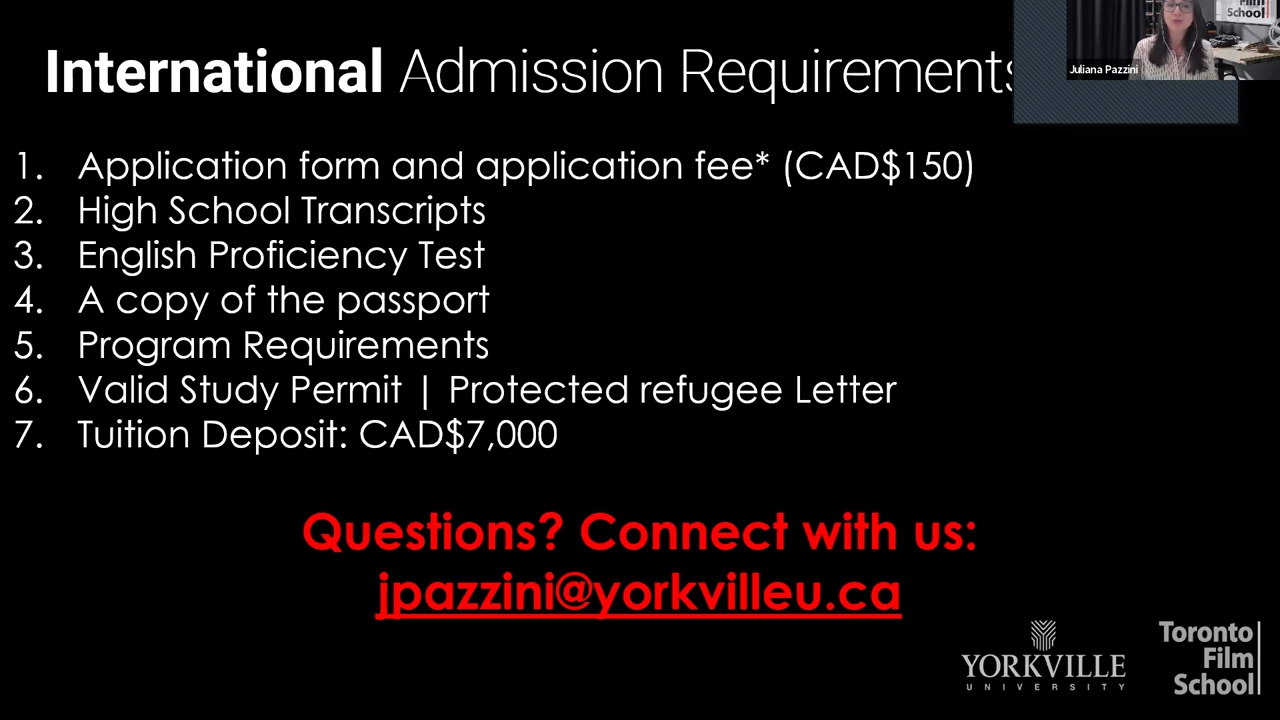 International Admission Requirements
Film
School
Juliana Pazzini
1. Application form and application fee* (CAD$150)
2. High School Transcripts
3. English Proficiency Test
4. A copy of the passport
5. Program Requirements
6. Valid Study Permit | Protected refugee Letter
7. Tuition Deposit: CAD$7,000
Questions? Connect with us:
jpazzini@yorkvilleu.ca
YORKVILLE
UNIVERSITY
Toronto
Film
School